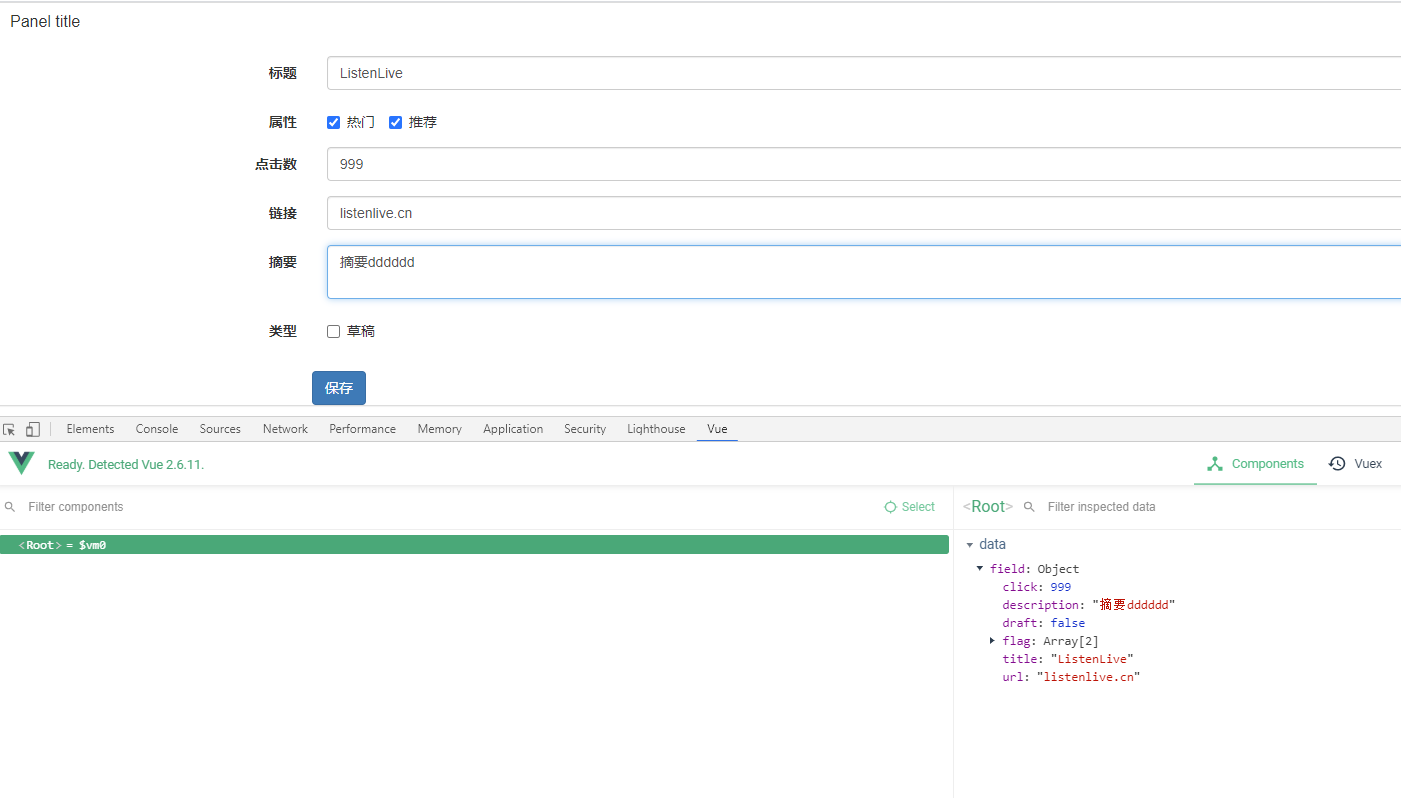 Panel title
标题 ListenLive
属性 热门 推荐
点击数 999
链接 listenlive.cn
摘要 摘要dddddd
类型 草稿
保存
Elements Console Sources Network Performance Memory Application Security Lighthouse Vue
Ready. Detected Vue 2.6.11. Components Vuex
Filter components Select <Root> Filter inspected data
<Root> = $vm0
data
field: Object
click: 999
description: "摘要dddddd"
draft: false
flag: Array[2]
title: "ListenLive"
url: "listenlive.cn"